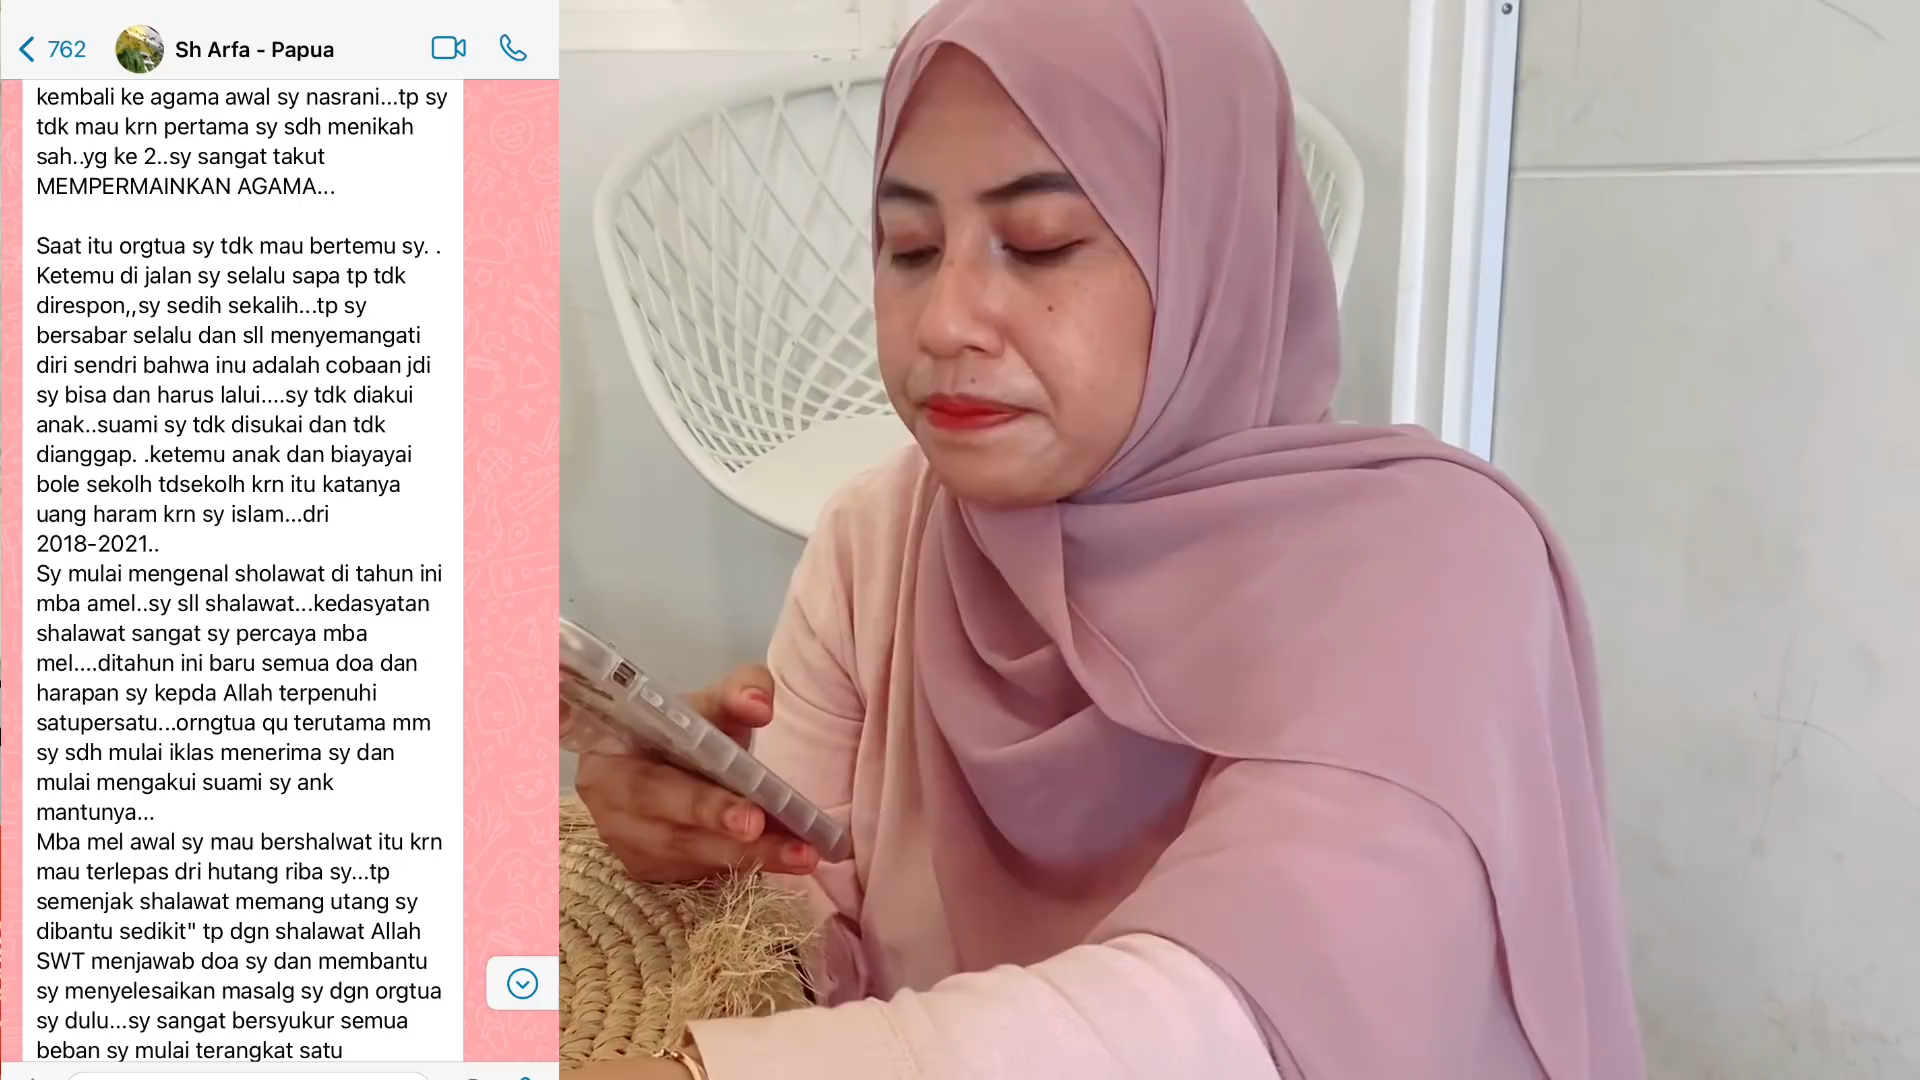 762
Sh Arfa - Papua
kembali ke agama awal sy nasrani...tp sy
tdk mau krn pertama sy sdh menikah
sah..yg ke 2..sy sangat takut
MEMPERMAINKAN AGAMA...
Saat itu orgtua sy tdk mau bertemu sy. .
Ketemu di jalan sy selalu sapa tp tdk
direspon,,sy sedih sekalih...tp sy
bersabar selalu dan sll menyemangati
diri sendri bahwa inu adalah cobaan jdi
sy bisa dan harus lalui....sy tdk diakui
anak..suami sy tdk disukai dan tdk
dianggap. .ketemu anak dan biayayai
bole sekolh tdsekolh krn itu katanya
uang haram krn sy islam...dri
2018-2021..
Sy mulai mengenal sholawat di tahun ini
mba amel..sy sll shalawat...kedasyatan
shalawat sangat sy percaya mba
mel....ditahun ini baru semua doa dan
harapan sy kepda Allah terpenuhi
satupersatu...orngtua qu terutama mm
sy sdh mulai iklas menerima sy dan
mulai mengakui suami sy ank
mantunya...
Mba mel awal sy mau bershalwat itu krn
mau terlepas dri hutang riba sy...tp
semenjak shalawat memang utang sy
dibantu sedikit" tp dgn shalawat Allah
SWT menjawab doa sy dan membantu
sy menyelesaikan masalg sy dgn orgtua
sy dulu...sy sangat bersyukur semua
beban sy mulai terangkat satu